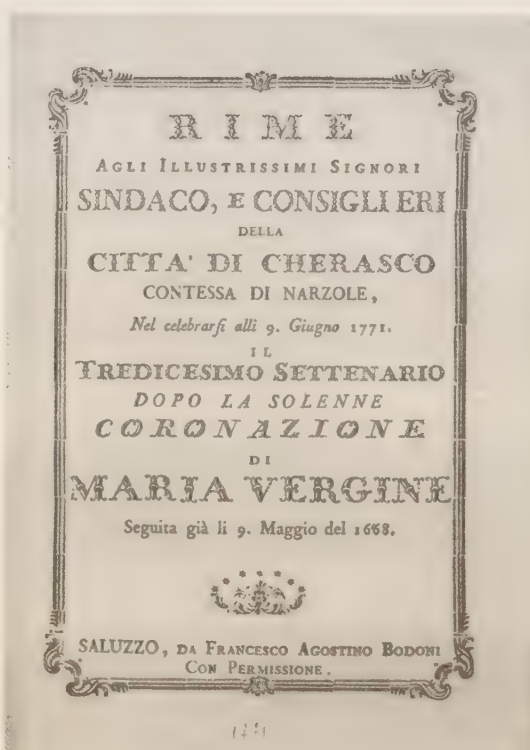 RIME
AGLI ILLUSTRISSIMI SIGNORI
SINDACO, E CONSIGLIERI
DELLA
CITTA' DI CHERASCO
CONTESSA DI NARZOLE,
Nel celebrarſi alli 9. Giugno 1771.
IL
TREDICESIMO SETTENARIO
DOPO LA SOLENNE
CORONAZIONE
DI
MARIA VERGINE
Seguita già li 9. Maggio del 1668.
SALUZZO, DA FRANCESCO AGOSTINO BODONI
CON PERMISSIONE.